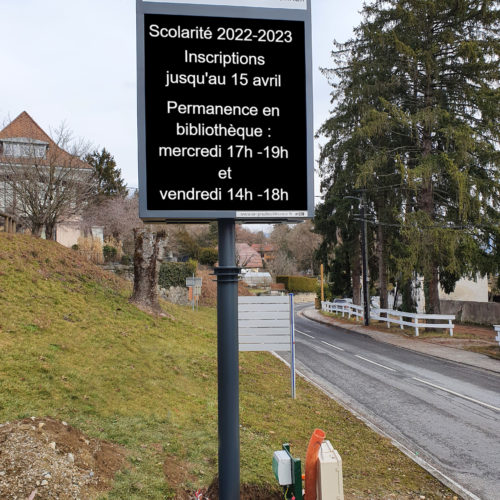 Scolarité 2022-2023
Inscriptions
jusqu'au 15 avril
Permanence en
bibliothèque :
mercredi 17h -19h
et
vendredi 14h -18h